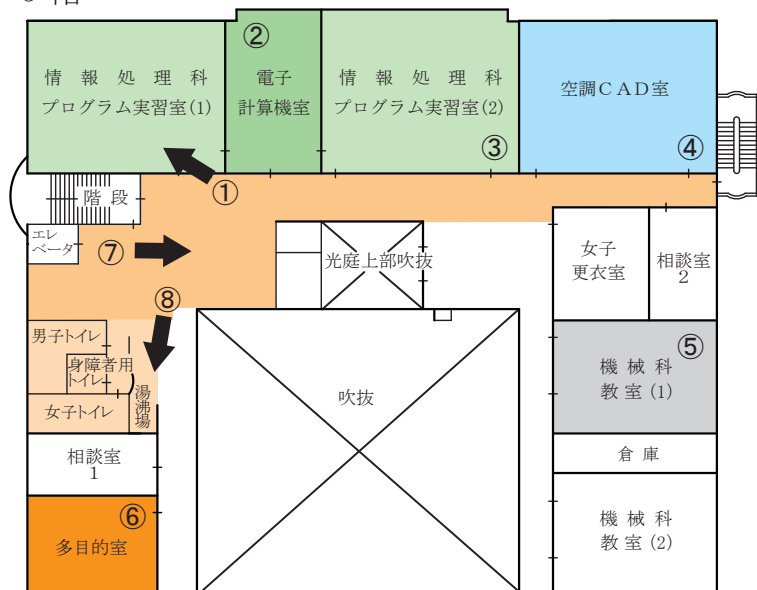 ②
情報処理科
プログラム実習室(1)
電子
計算機室
情報処理科
プログラム実習室(2)
③
空調CAD室
④
①
階段
エレ
ベータ
⑦
⑧
光庭上部吹抜
女子
更衣室
相談室
2
男子トイレ
身障者用
トイレ
女子トイレ
湯沸場
吹抜
⑤
機械科
教室(1)
倉庫
機械科
教室(2)
相談室
1
⑥
多目的室